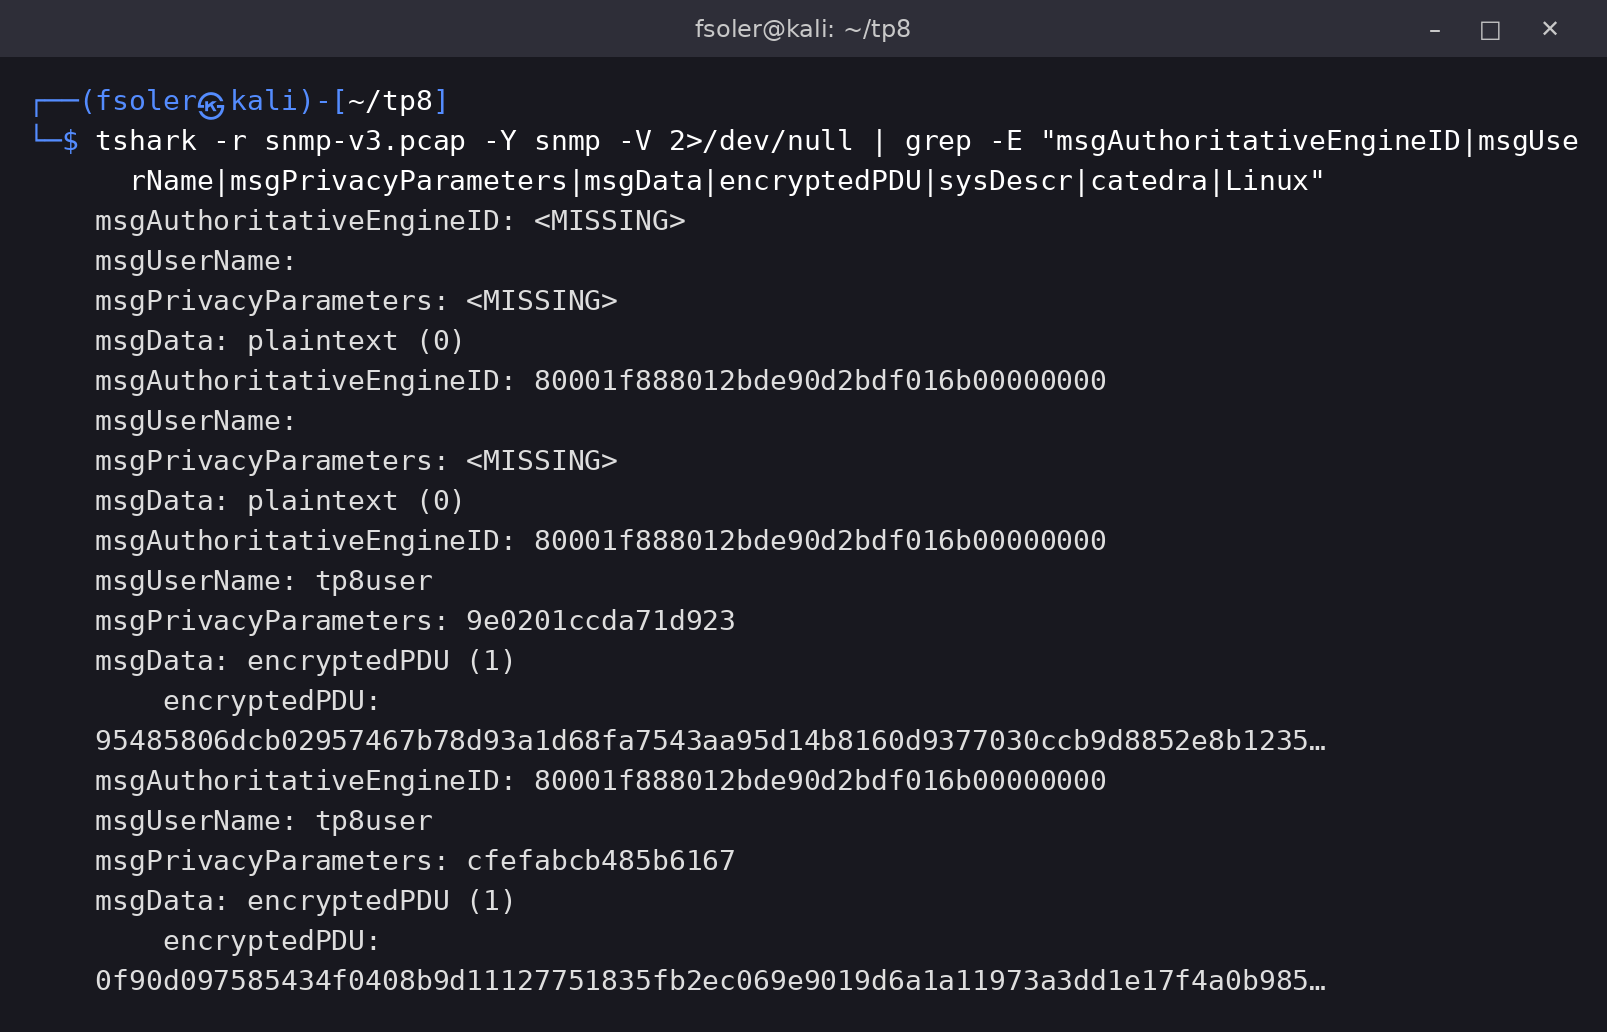 fsoler@kali: ~/tp8
┌──(fsoler㉿kali)-[~/tp8]
└─$ tshark -r snmp-v3.pcap -Y snmp -V 2>/dev/null | grep -E "msgAuthoritativeEngineID|msgUse
rName|msgPrivacyParameters|msgData|encryptedPDU|sysDescr|catedra|Linux"
msgAuthoritativeEngineID: <MISSING>
msgUserName:
msgPrivacyParameters: <MISSING>
msgData: plaintext (0)
msgAuthoritativeEngineID: 80001f888012bde90d2bdf016b00000000
msgUserName:
msgPrivacyParameters: <MISSING>
msgData: plaintext (0)
msgAuthoritativeEngineID: 80001f888012bde90d2bdf016b00000000
msgUserName: tp8user
msgPrivacyParameters: 9e0201ccda71d923
msgData: encryptedPDU (1)
encryptedPDU:
95485806dcb02957467b78d93a1d68fa7543aa95d14b8160d9377030ccb9d8852e8b1235…
msgAuthoritativeEngineID: 80001f888012bde90d2bdf016b00000000
msgUserName: tp8user
msgPrivacyParameters: cfefabcb485b6167
msgData: encryptedPDU (1)
encryptedPDU:
0f90d097585434f0408b9d11127751835fb2ec069e9019d6a1a11973a3dd1e17f4a0b985…